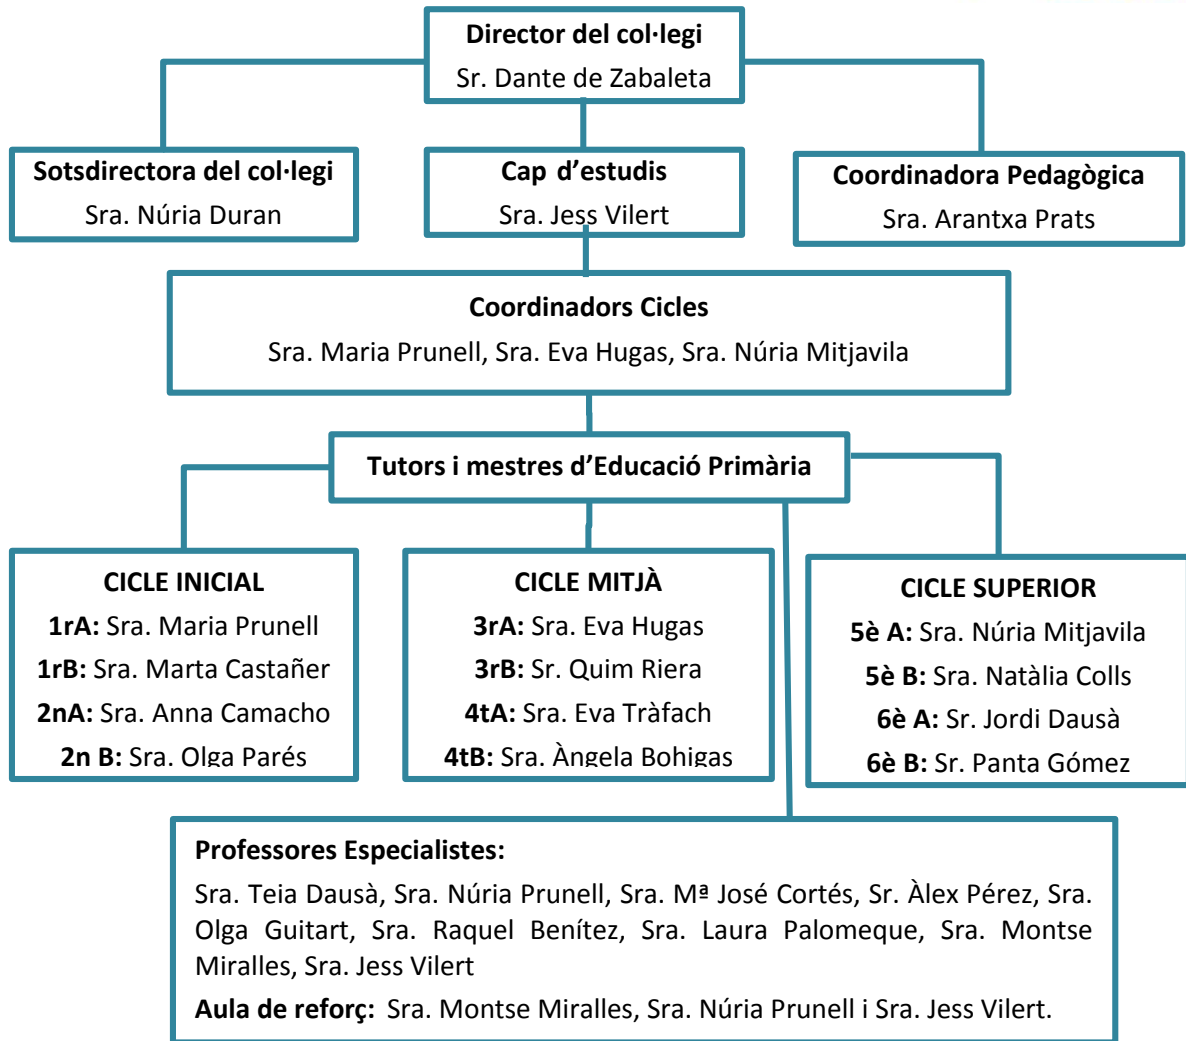 Director del col·legi
Sr. Dante de Zabaleta
Sotsdirectora del col·legi
Sra. Núria Duran
Cap d'estudis
Sra. Jess Vilert
Coordinadora Pedagògica
Sra. Arantxa Prats
Coordinadors Cicles
Sra. Maria Prunell, Sra. Eva Hugas, Sra. Núria Mitjavila
Tutors i mestres d'Educació Primària
CICLE INICIAL
1rA: Sra. Maria Prunell
1rB: Sra. Marta Castañer
2nA: Sra. Anna Camacho
2n B: Sra. Olga Parés
CICLE MITJÀ
3rA: Sra. Eva Hugas
3rB: Sr. Quim Riera
4tA: Sra. Eva Tràfach
4tB: Sra. Àngela Bohigas
CICLE SUPERIOR
5è A: Sra. Núria Mitjavila
5è B: Sra. Natàlia Colls
6è A: Sr. Jordi Dausà
6è B: Sr. Panta Gómez
Professores Especialistes:
Sra. Teia Dausà, Sra. Núria Prunell, Sra. Mª José Cortés, Sr. Àlex Pérez, Sra.
Olga Guitart, Sra. Raquel Benítez, Sra. Laura Palomeque, Sra. Montse
Miralles, Sra. Jess Vilert
Aula de reforç: Sra. Montse Miralles, Sra. Núria Prunell i Sra. Jess Vilert.